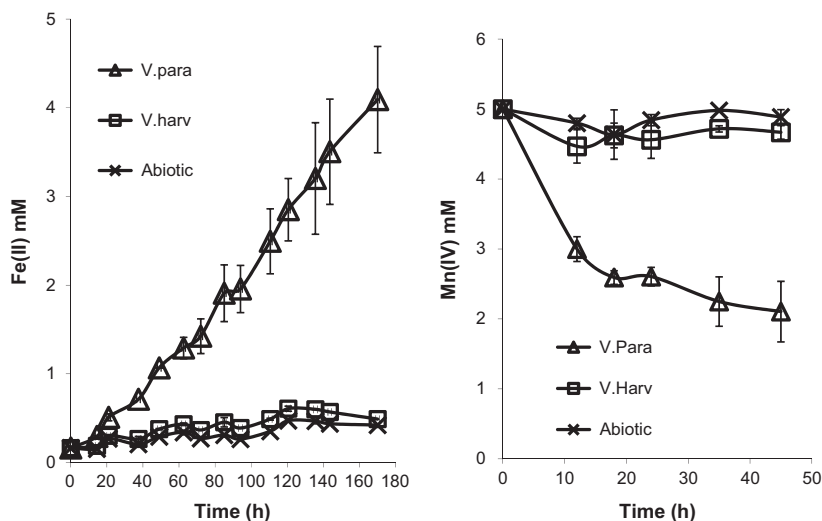 5
4
3
2
1
0
Fe(II) mM
V.para
V.harv
Abiotic
0 20 40 60 80 100 120 140 160 180
Time (h)
6
5
4
3
2
1
0
Mn(IV) mM
V.Para
V.Harv
Abiotic
0 10 20 30 40 50
Time (h)